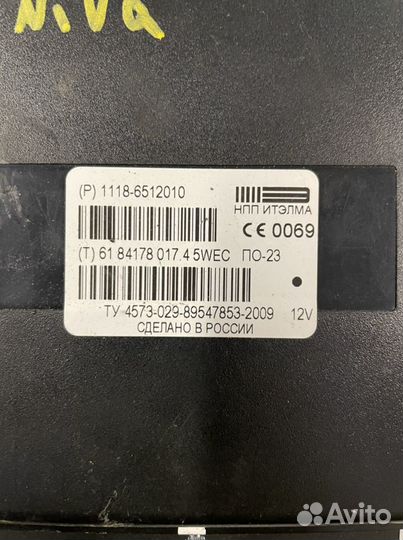 NiVa
(P) 1118-6512010
НПП ИТЭЛМА
CE 0069
(T) 61 84178 017.4 5WEC ПО-23
ТУ 4573-029-89547853-2009 12V
СДЕЛАНО В РОССИИ
Avito